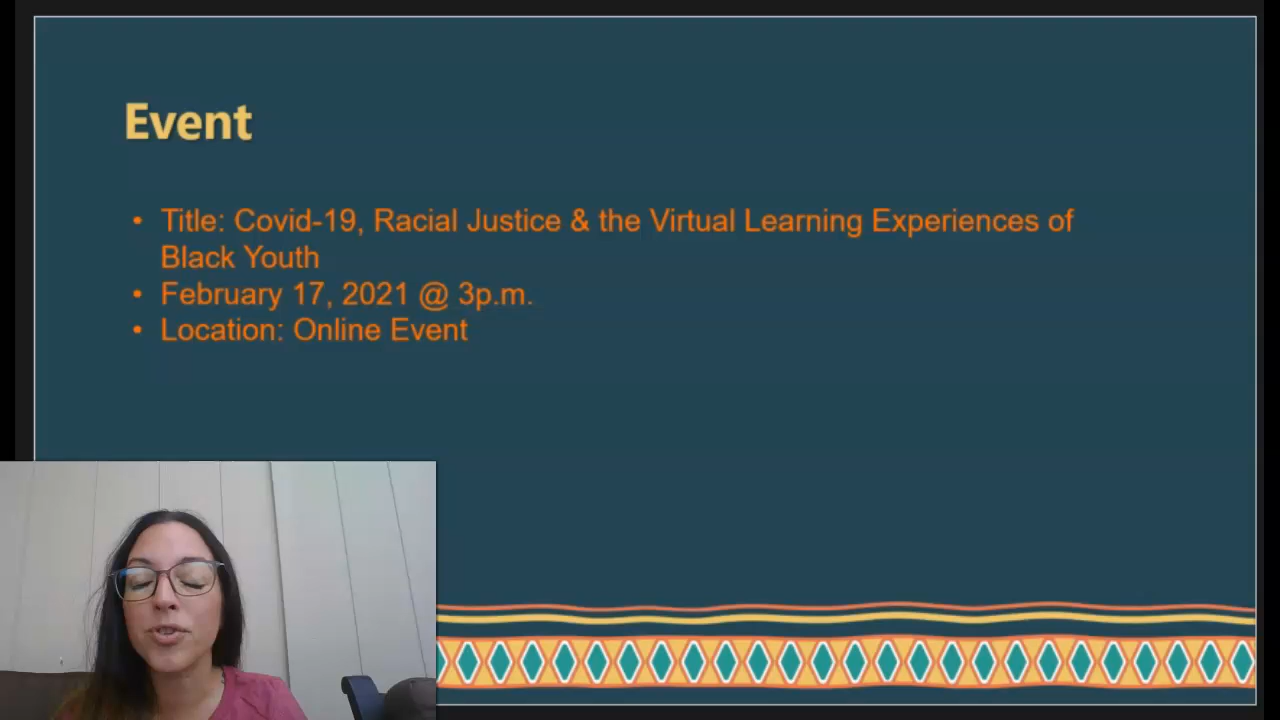 Event
• Title: Covid-19, Racial Justice & the Virtual Learning Experiences of
Black Youth
• February 17, 2021 @ 3p.m.
• Location: Online Event